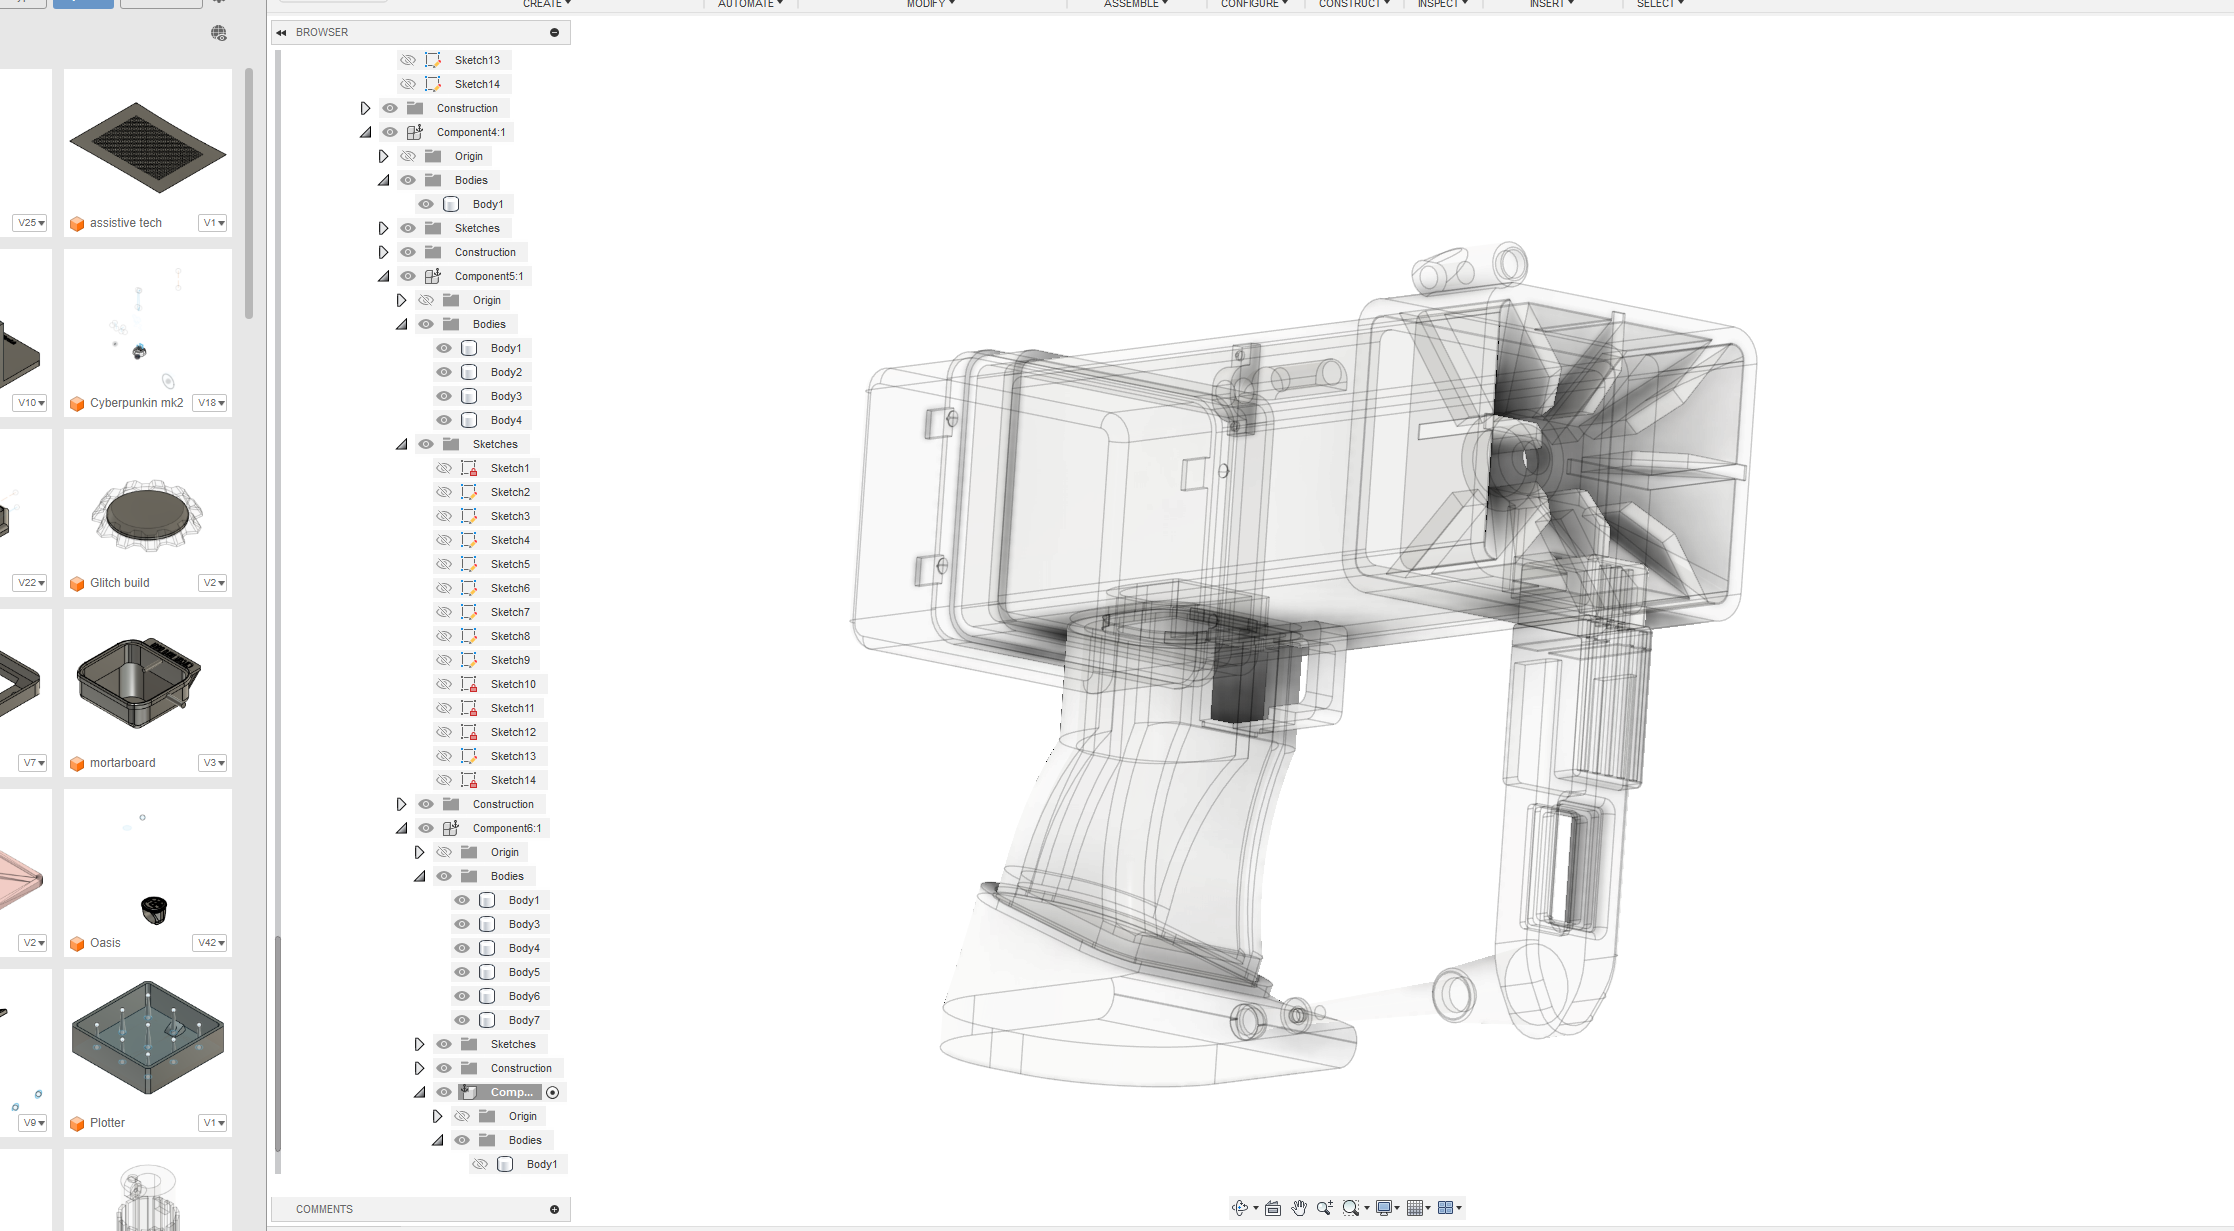 CREATE
AUTOMATE
MODIFY
ASSEMBLE
CONFIGURE
CONSTRUCT
INSPECT
INSERT
SELECT
BROWSER
Sketch13
Sketch14
Construction
Component4:1
Origin
Bodies
Body1
Sketches
Construction
Component5:1
Origin
Bodies
Body1
Body2
Body3
Body4
Sketches
Sketch1
Sketch2
Sketch3
Sketch4
Sketch5
Sketch6
Sketch7
Sketch8
Sketch9
Sketch10
Sketch11
Sketch12
Sketch13
Sketch14
Construction
Component6:1
Origin
Bodies
Body1
Body3
Body4
Body5
Body6
Body7
Sketches
Construction
Comp...
Origin
Bodies
Body1
COMMENTS
V25
assistive tech V1
V10
Cyberpunkin mk2 V18
V22
Glitch build V2
V7
mortarboard V3
V2
Oasis V42
V9
Plotter V1